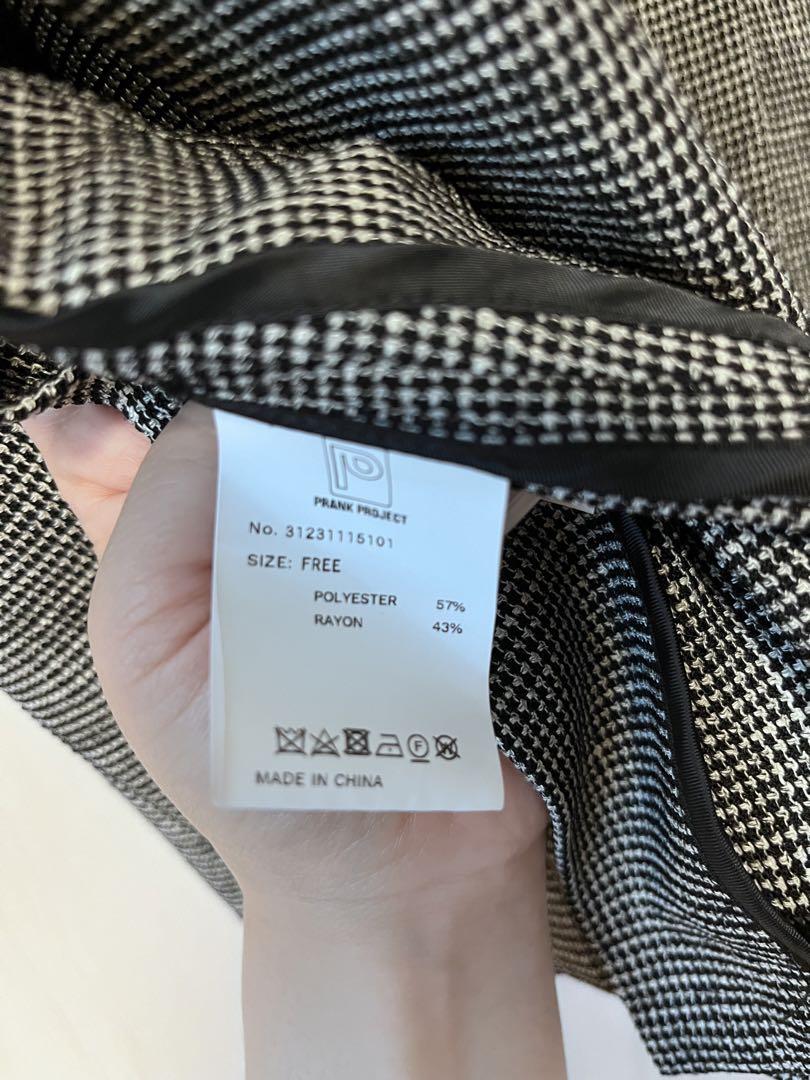 PRANK PROJECT
No. 31231115101
SIZE: FREE
POLYESTER 57%
RAYON 43%
MADE IN CHINA